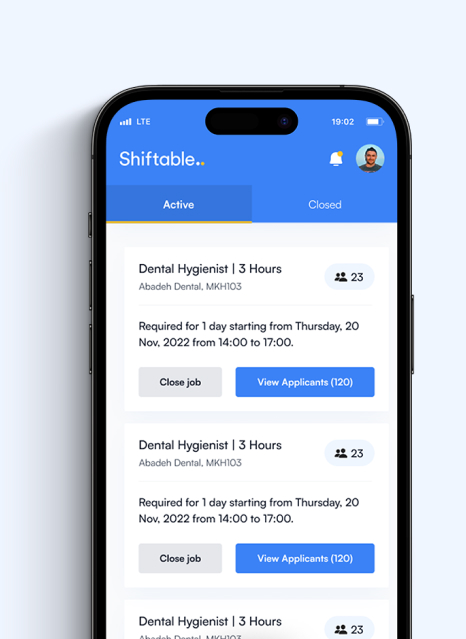 LTE
19:02
Shiftable..
Active
Closed
Dental Hygienist | 3 Hours
23
Abadeh Dental, MKH103
Required for 1 day starting from Thursday, 20
Nov, 2022 from 14:00 to 17:00.
Close job
View Applicants (120)
Dental Hygienist | 3 Hours
23
Abadeh Dental, MKH103
Required for 1 day starting from Thursday, 20
Nov, 2022 from 14:00 to 17:00.
Close job
View Applicants (120)
Dental Hygienist | 3 Hours
23
Abadeh Dental, MKH103